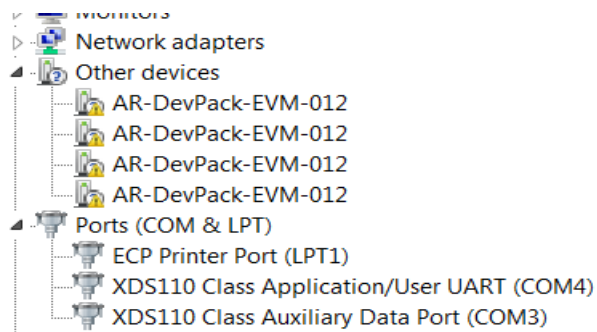 Monitors
Network adapters
Other devices
AR-DevPack-EVM-012
AR-DevPack-EVM-012
AR-DevPack-EVM-012
AR-DevPack-EVM-012
Ports (COM & LPT)
ECP Printer Port (LPT1)
XDS110 Class Application/User UART (COM4)
XDS110 Class Auxiliary Data Port (COM3)